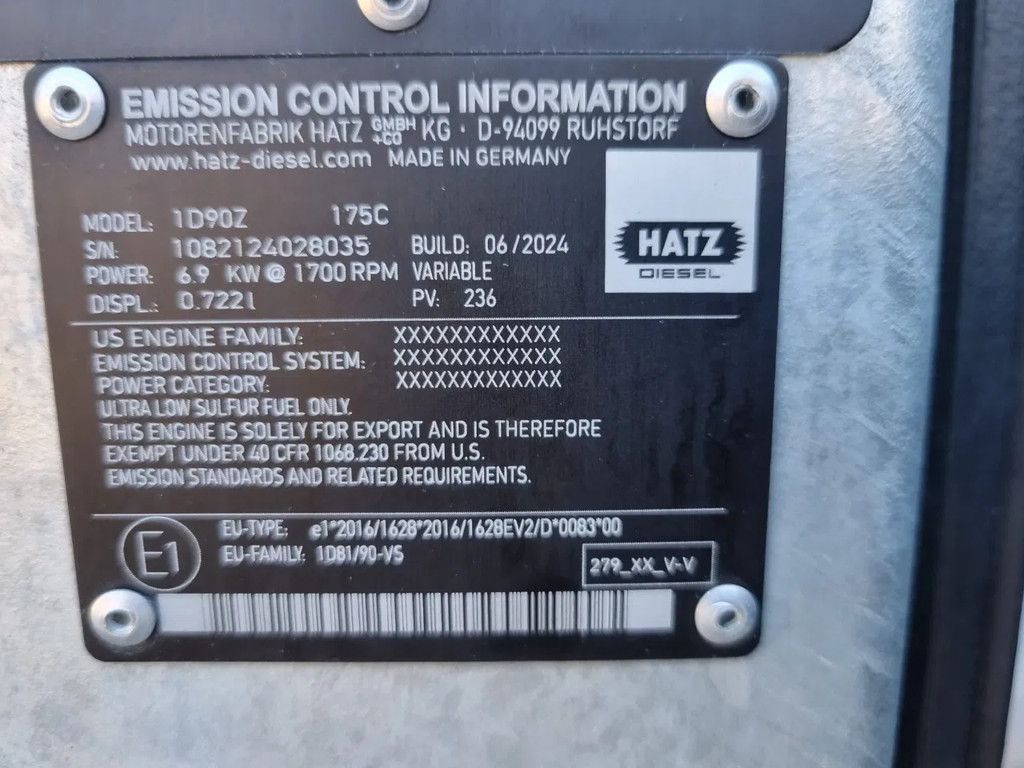 EMISSION CONTROL INFORMATION
MOTORENFABRIK HATZ GMBH +CO KG · D-94099 RUHSTORF
www.hatz-diesel.com MADE IN GERMANY
HATZ
DIESEL
MODEL: 1D90Z 175C
S/N: 1082124028035 BUILD: 06/2024
POWER: 6.9 KW @ 1700 RPM VARIABLE
DISPL.: 0.722l PV: 236
US ENGINE FAMILY: XXXXXXXXXXXX
EMISSION CONTROL SYSTEM: XXXXXXXXXXXX
POWER CATEGORY: XXXXXXXXXXXX
ULTRA LOW SULFUR FUEL ONLY.
THIS ENGINE IS SOLELY FOR EXPORT AND IS THEREFORE
EXEMPT UNDER 40 CFR 1068.230 FROM U.S.
EMISSION STANDARDS AND RELATED REQUIREMENTS.
E1
EU-TYPE: e1*2016/1628*2016/1628EV2/D*0083*00
EU-FAMILY: 1D81/90-VS
279_XX_V-V